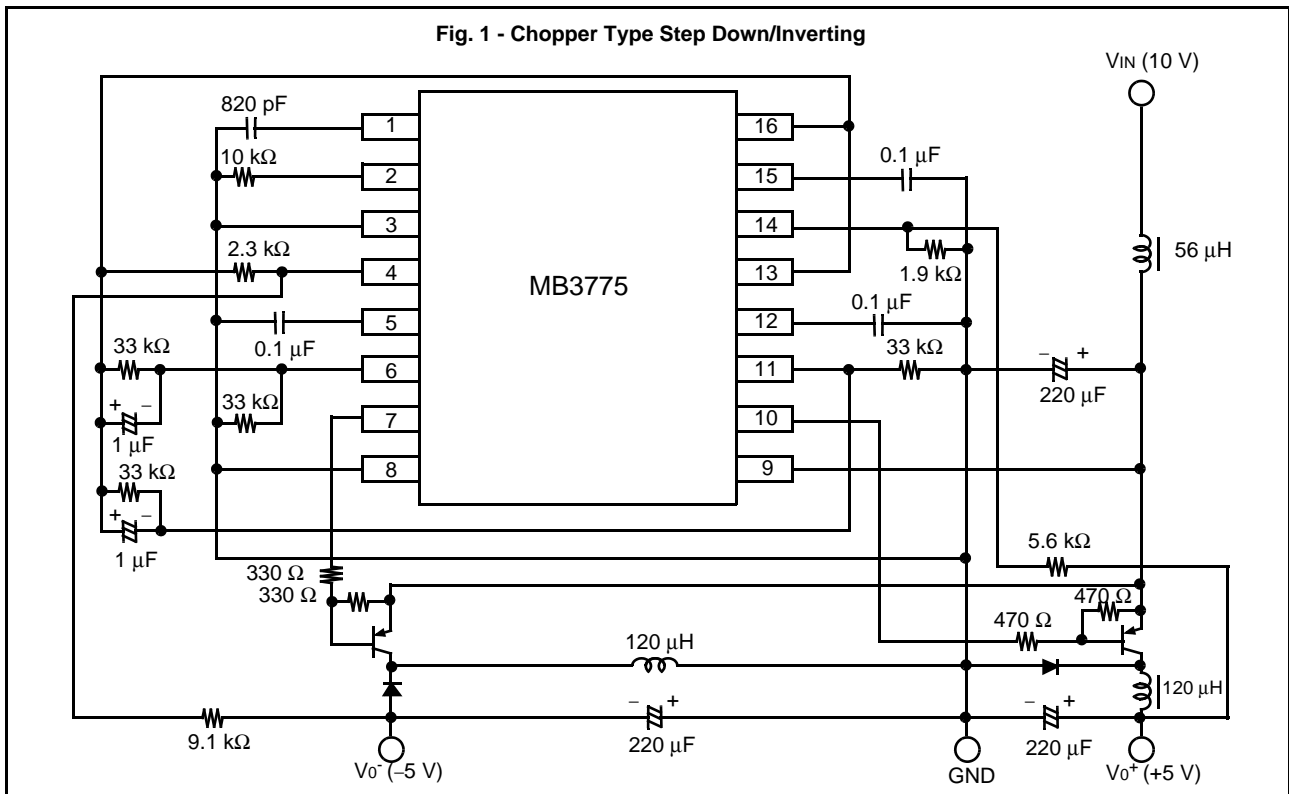 Fig. 1 - Chopper Type Step Down/Inverting
VIN (10 V)
820 pF
1
16
10 kΩ
0.1 µF
2
15
3
14
2.3 kΩ
56 µH
4
MB3775
13
1.9 kΩ
0.1 µF
5
12
33 kΩ
0.1 µF
33 kΩ
6
11
− +
220 µF
+ −
1 µF
33 kΩ
7
10
33 kΩ
8
9
+ −
1 µF
5.6 kΩ
330 Ω
330 Ω
470 Ω
470 Ω
120 µH
120 µH
− +
− +
9.1 kΩ
220 µF
220 µF
V0- (−5 V)
GND
V0+ (+5 V)